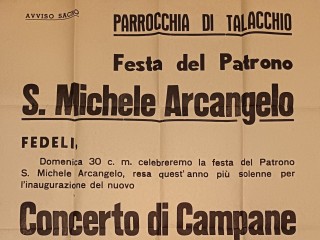 AVVISO SACRO
PARROCCHIA DI TALACCHIO
Festa del Patrono
S. Michele Arcangelo
FEDELI,
Domenica 30 c. m. celebreremo la festa del Patrono
S. Michele Arcangelo, resa quest'anno più solenne per
l'inaugurazione del nuovo
Concerto di Campane